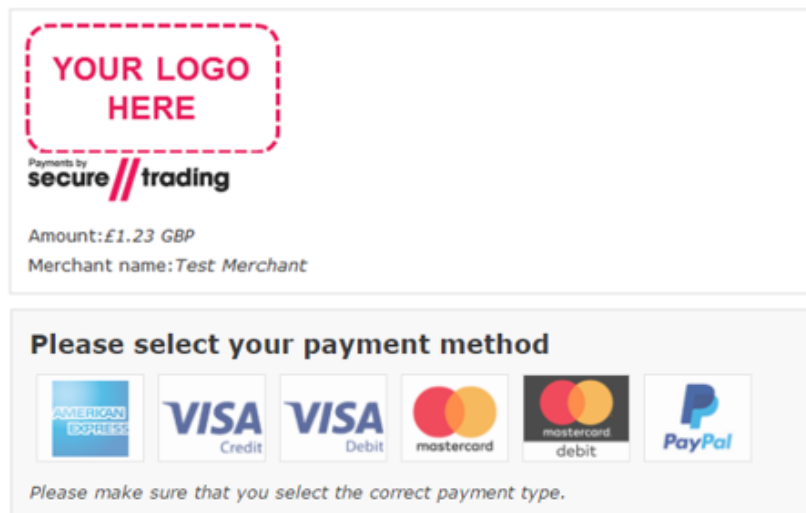 YOUR LOGO
HERE
Payments by
secure//trading
Amount:£1.23 GBP
Merchant name:Test Merchant
Please select your payment method
AMERICAN
EXPRESS
VISA
Credit
VISA
Debit
mastercard
mastercard
debit
PayPal
Please make sure that you select the correct payment type.